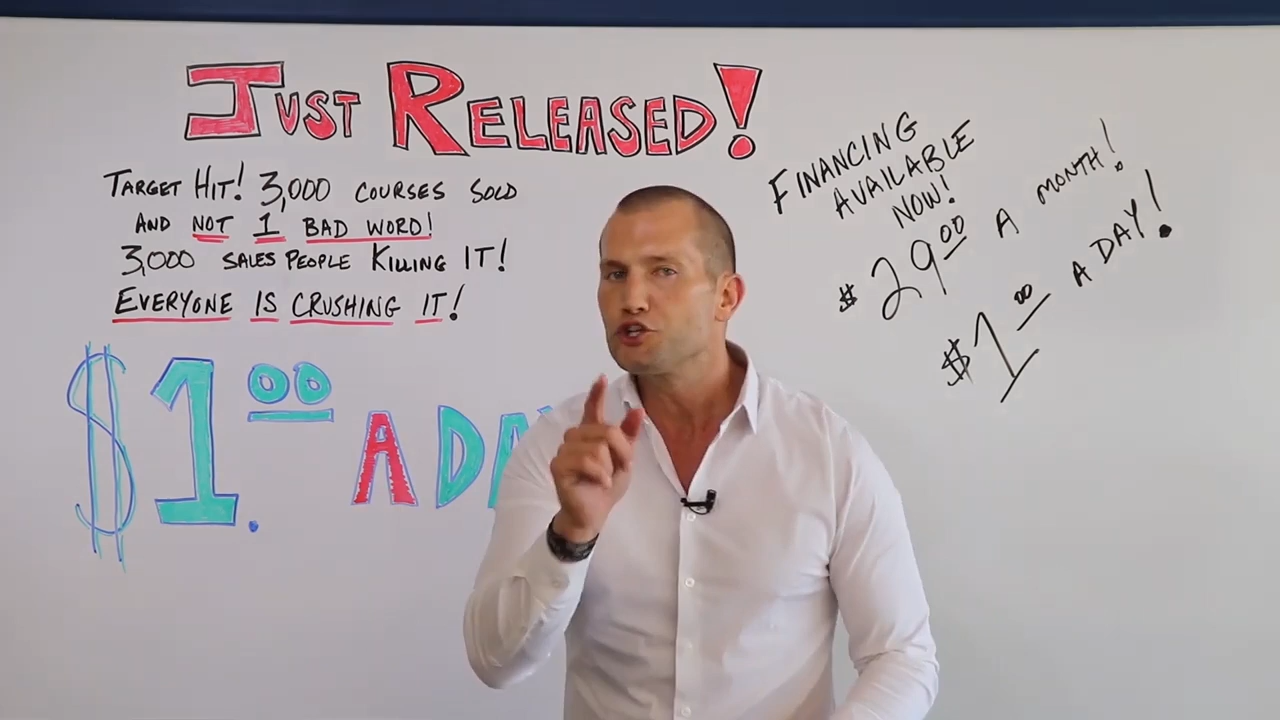 JUST RELEASED!
TARGET HIT! 3,000 COURSES SOLD
AND NOT 1 BAD WORD!
3,000 SALES PEOPLE KILLING IT!
EVERYONE IS CRUSHING IT!
$1.00 A DA
FINANCING
AVAILABLE
NOW!
$29.00 A MONTH!
$1.00 A DAY!